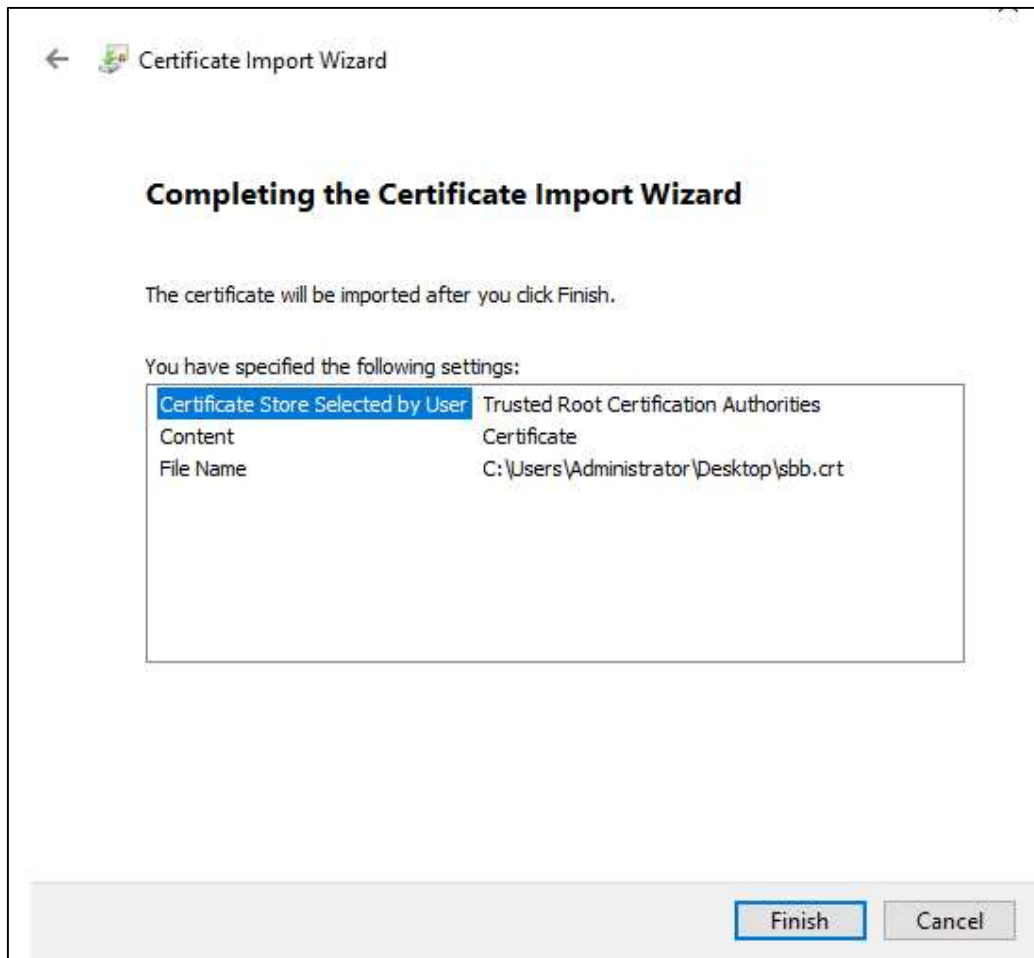 Certificate Import Wizard
Completing the Certificate Import Wizard
The certificate will be imported after you click Finish.
You have specified the following settings:
Certificate Store Selected by User Trusted Root Certification Authorities
Content Certificate
File Name C:\Users\Administrator\Desktop\sbb.crt
Finish Cancel